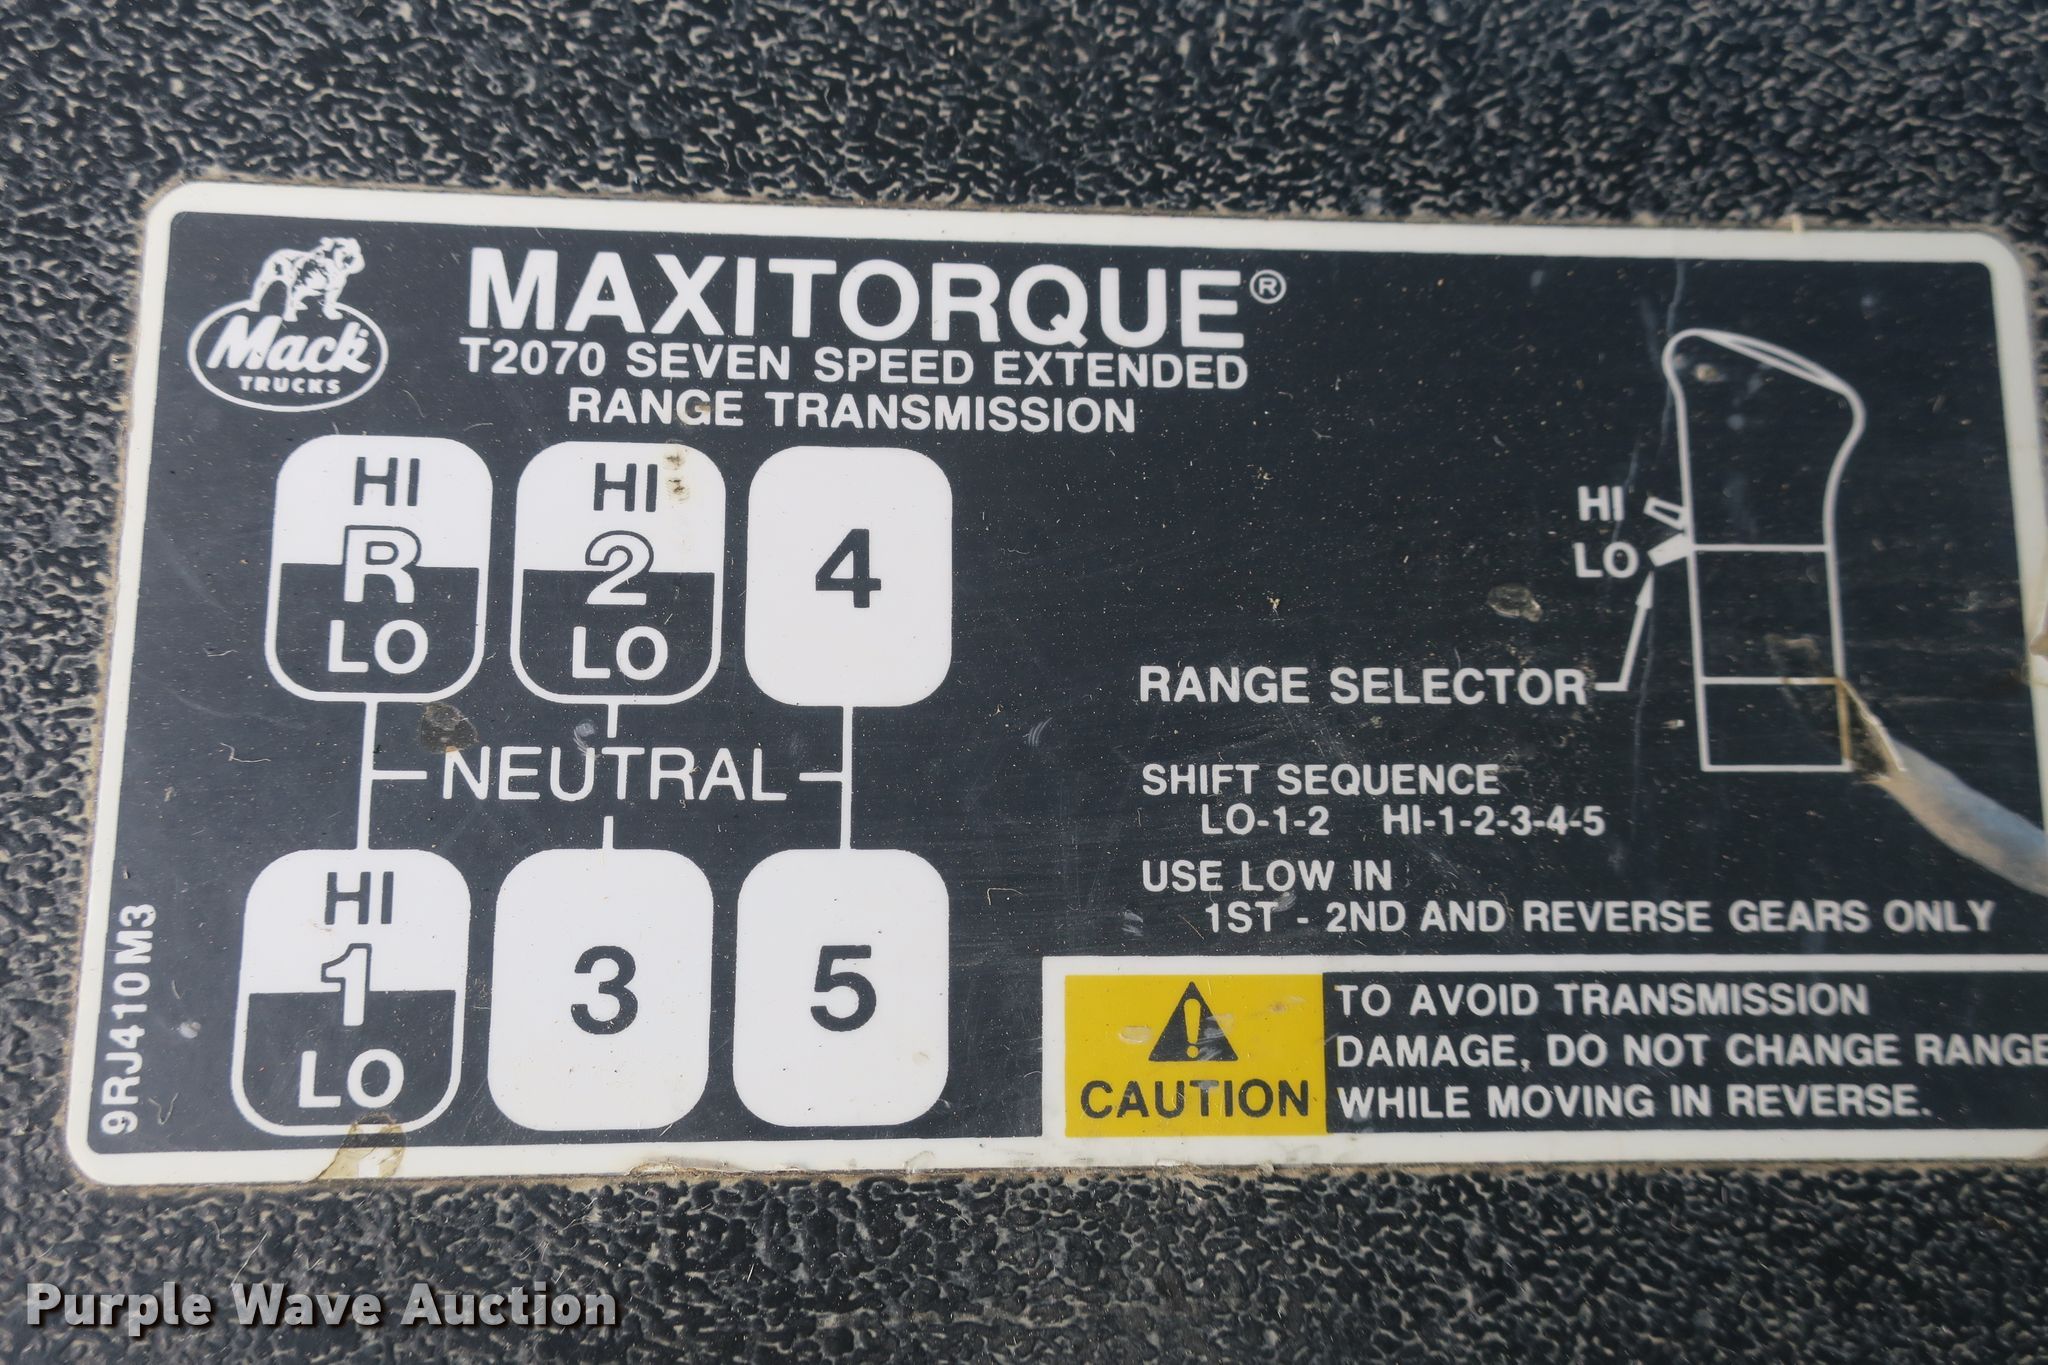 Mack
TRUCKS
MAXITORQUE®
T2070 SEVEN SPEED EXTENDED
RANGE TRANSMISSION
HI
R
LO
HI
2
LO
4
NEUTRAL
HI
1
LO
3
5
HI
LO
RANGE SELECTOR
SHIFT SEQUENCE
LO-1-2 HI-1-2-3-4-5
USE LOW IN
1ST - 2ND AND REVERSE GEARS ONLY
CAUTION
TO AVOID TRANSMISSION
DAMAGE, DO NOT CHANGE RANGE
WHILE MOVING IN REVERSE.
9RJ410M3
Purple Wave Auction